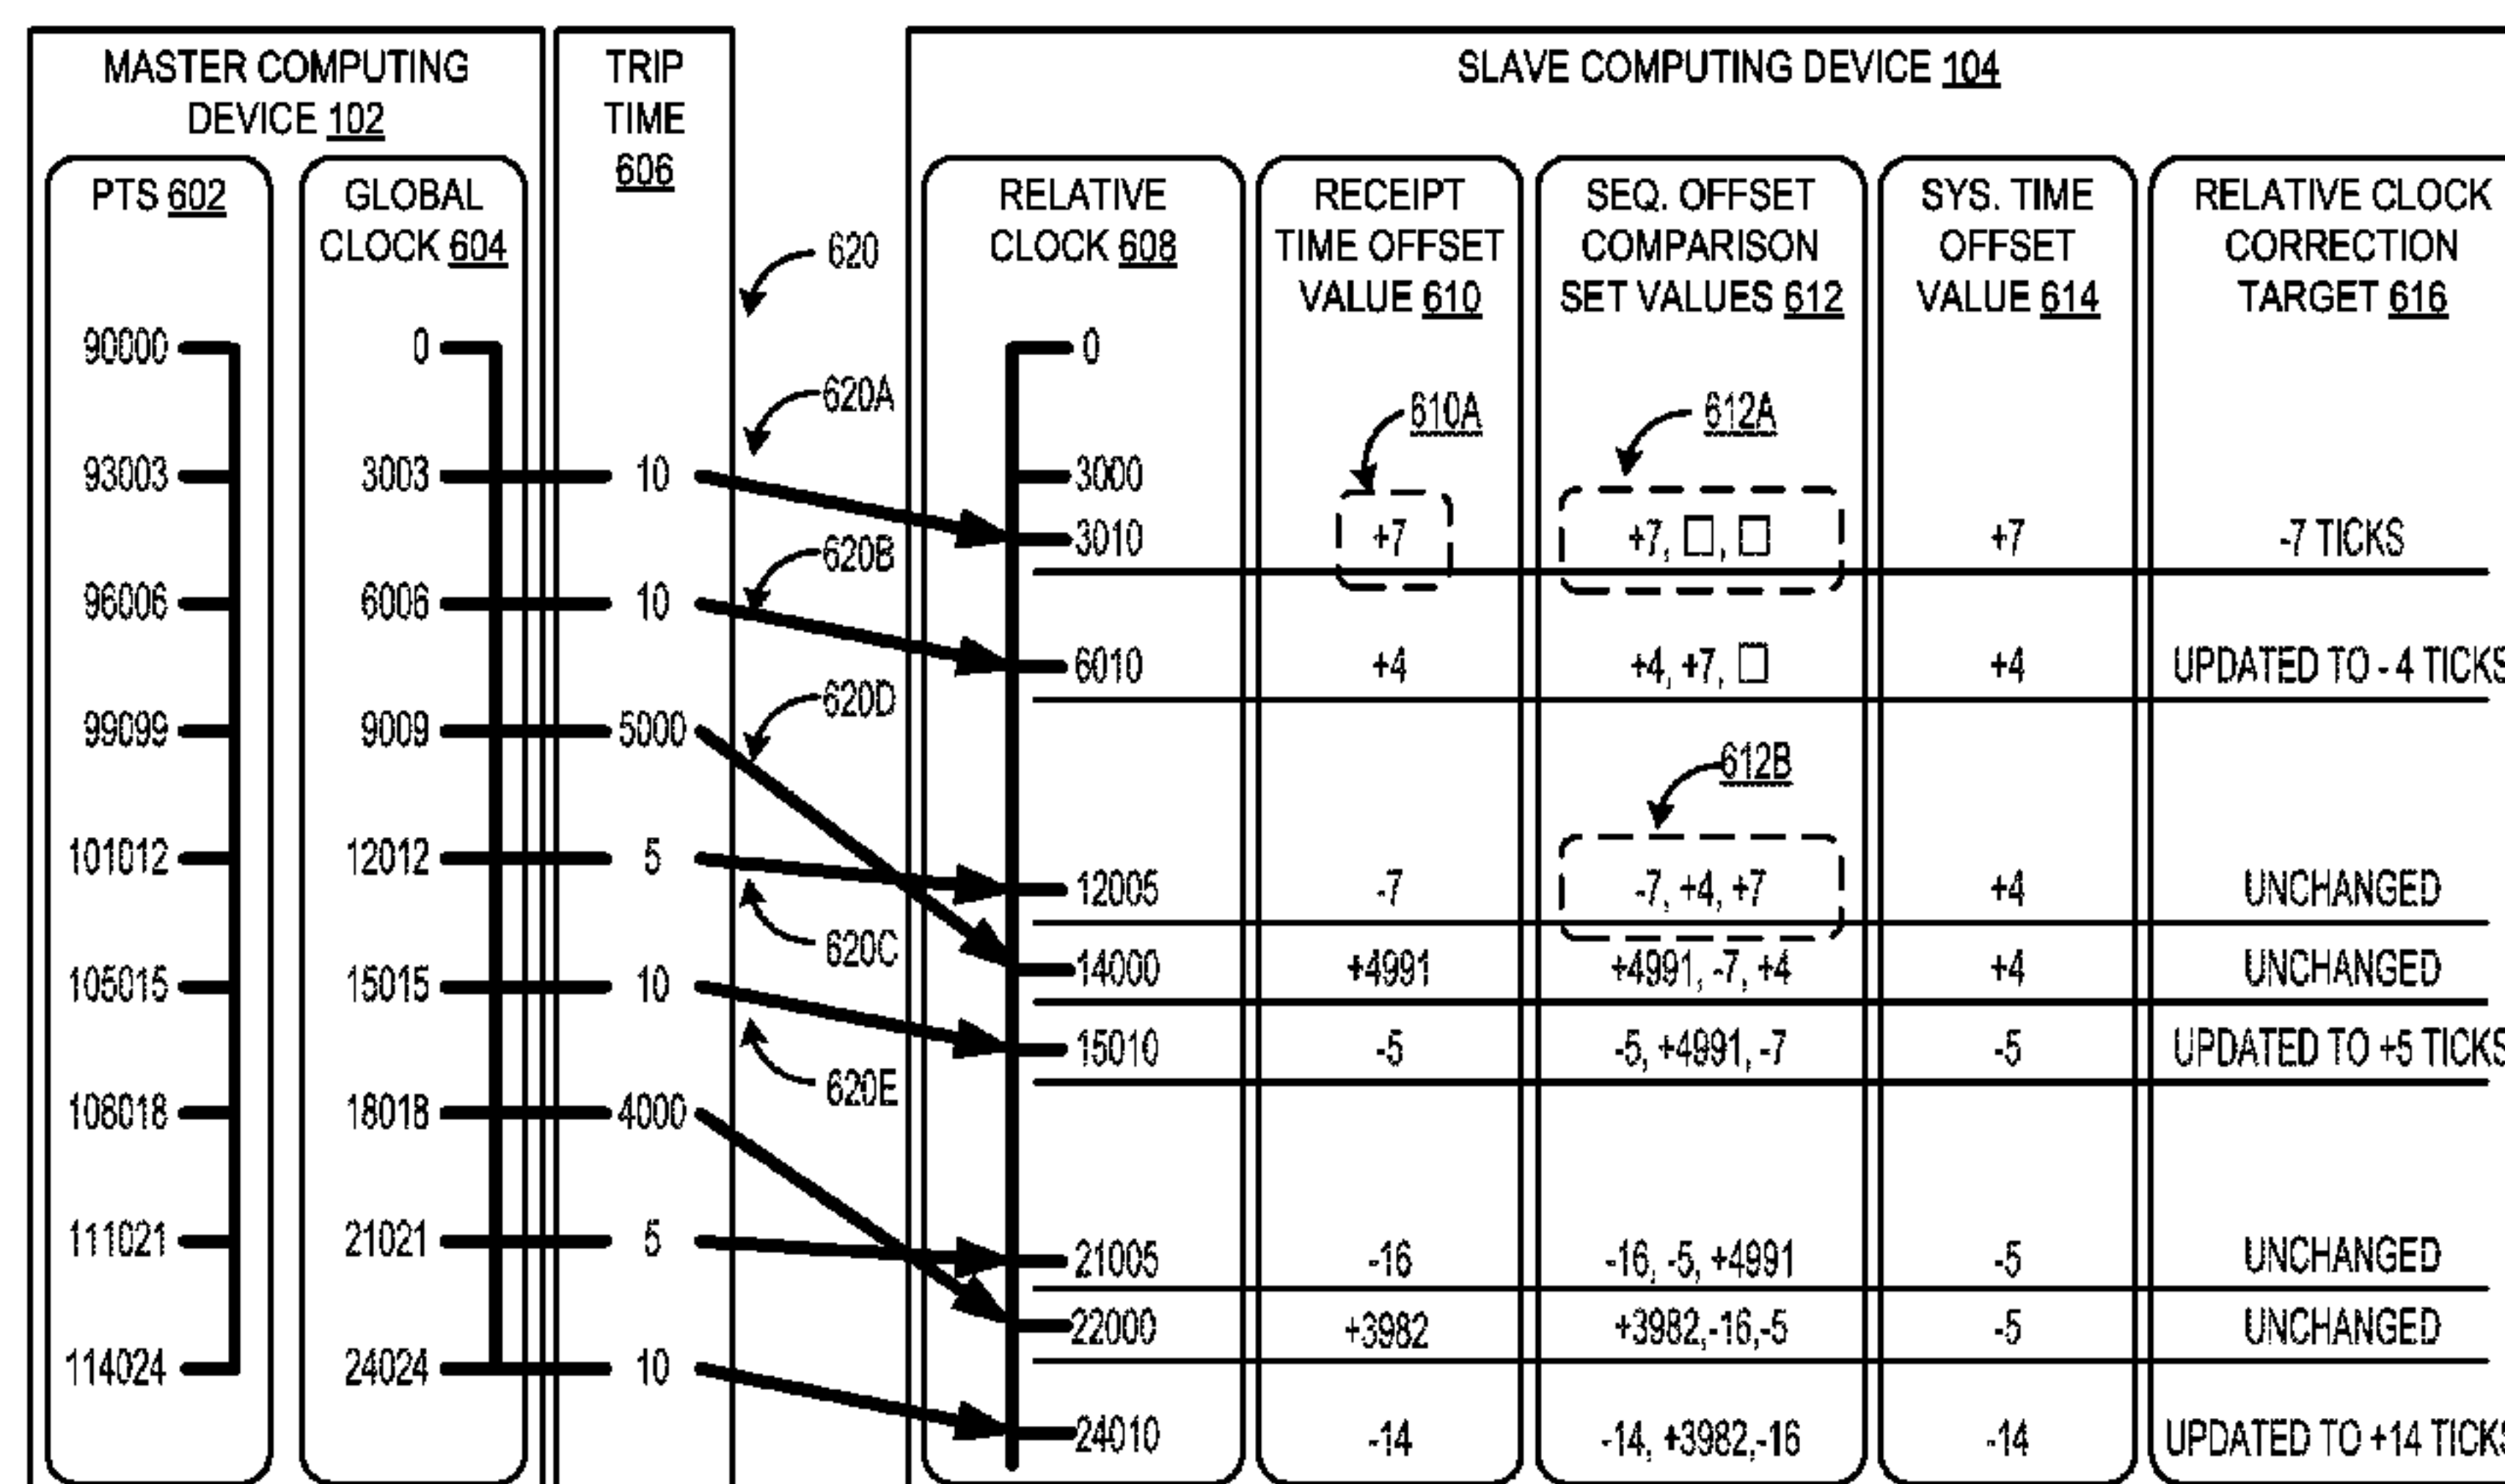 MASTER COMPUTING
DEVICE 102
PTS 602
GLOBAL
CLOCK 604
90000
93003
96006
99099
101012
105015
108018
111021
114024
0
3003
6006
9009
12012
15015
18018
21021
24024
TRIP
TIME
606
10
10
5000
5
10
4000
5
10
620
620A
620B
620D
620C
620E
SLAVE COMPUTING DEVICE 104
RELATIVE
CLOCK 608
RECEIPT
TIME OFFSET
VALUE 610
SEQ. OFFSET
COMPARISON
SET VALUES 612
SYS. TIME
OFFSET
VALUE 614
RELATIVE CLOCK
CORRECTION
TARGET 616
0
610A
612A
3000
3010 +7 +7, □, □ +7 -7 TICKS
6010 +4 +4, +7, □ +4 UPDATED TO - 4 TICKS
612B
12005 -7 -7, +4, +7 +4 UNCHANGED
14000 +4991 +4991, -7, +4 +4 UNCHANGED
15010 -5 -5, +4991, -7 -5 UPDATED TO +5 TICKS
21005 -16 -16, -5, +4991 -5 UNCHANGED
22000 +3982 +3982,-16,-5 -5 UNCHANGED
24010 -14 -14, +3982,-16 -14 UPDATED TO +14 TICKS